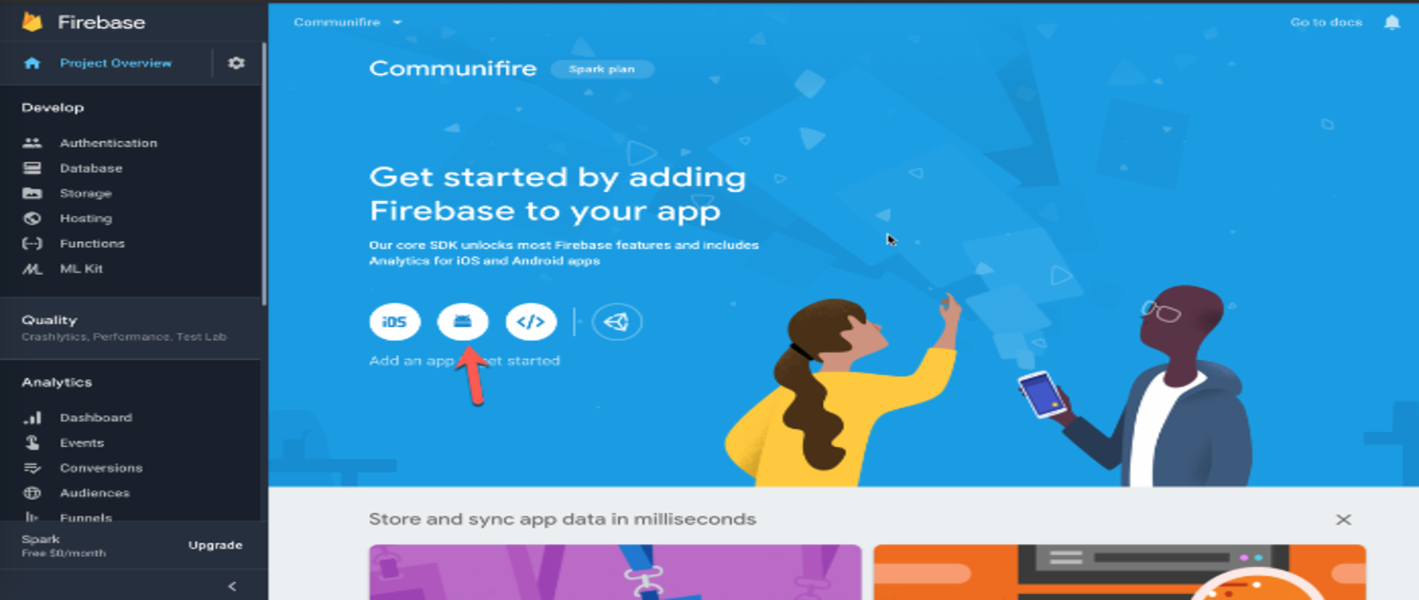 Firebase
Project Overview
Develop
Authentication
Database
Storage
Hosting
Functions
ML Kit
Quality
Crashlytics, Performance, Test Lab
Analytics
Dashboard
Events
Conversions
Audiences
Funnels
Spark
Free $0/month
Upgrade
Communifire
Go to docs
Communifire
Spark plan
Get started by adding
Firebase to your app
Our core SDK unlocks most Firebase features and includes
Analytics for iOS and Android apps
iOS
</>
Add an app et started
Store and sync app data in milliseconds